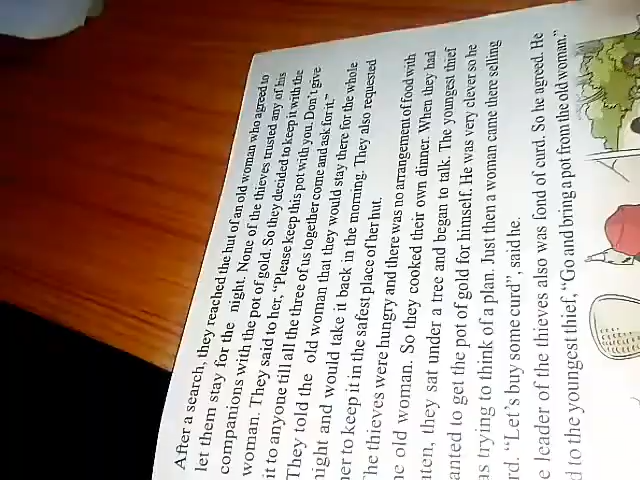 After a search, they reached the hut of an old woman who agreed to
let them stay for the night. None of the thieves trusted any of his
companions with the pot of gold. So they decided to keep it with the
woman. They said to her, “Please keep this pot with you. Don't give
it to anyone till all the three of us together come and ask for it.”
They told the old woman that they would stay there for the whole
night and would take it back in the morning. They also requested
her to keep it in the safest place of her hut.
The thieves were hungry and there was no arrangement of food with
he old woman. So they cooked their own dinner. When they had
aten, they sat under a tree and began to talk. The youngest thief
anted to get the pot of gold for himself. He was very clever so he
as trying to think of a plan. Just then a woman came there selling
rd. “Let's buy some curd”, said he.
e leader of the thieves also was fond of curd. So he agreed. He
d to the youngest thief, “Go and bring a pot from the old woman.”